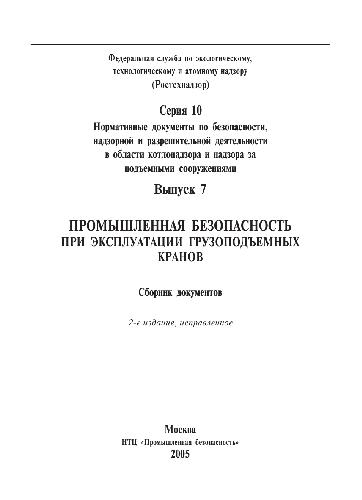 Федеральная служба по экологическому,
технологическому и атомному надзору
(Ростехнадзор)
Серия 10
Нормативные документы по безопасности,
надзорной и разрешительной деятельности
в области котлонадзора и надзора за
подъемными сооружениями
Выпуск 7
ПРОМЫШЛЕННАЯ БЕЗОПАСНОСТЬ
ПРИ ЭКСПЛУАТАЦИИ ГРУЗОПОДЪЕМНЫХ
КРАНОВ
Сборник документов
2-е издание, исправленное
Москва
НТЦ «Промышленная безопасность»
2005